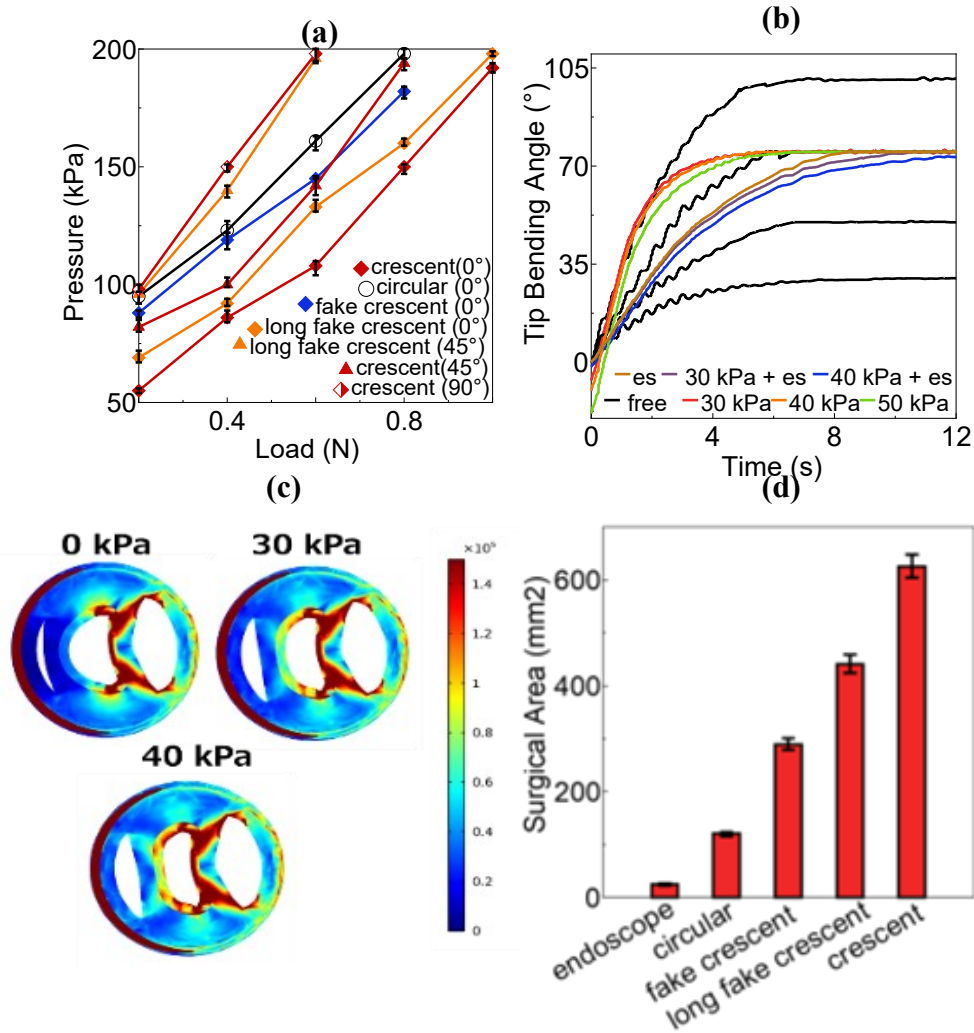 (a)
200
150
100
50
Pressure (kPa)
0.4
0.8
Load (N)
crescent(0°)
circular (0°)
fake crescent (0°)
long fake crescent (0°)
long fake crescent (45°)
crescent(45°)
crescent (90°)
(b)
105
70
35
0
Tip Bending Angle (°)
es
30 kPa + es
40 kPa + es
free
30 kPa
40 kPa
50 kPa
0
4
8
12
Time (s)
(c)
0 kPa
30 kPa
40 kPa
×10⁵
1.4
1.2
1
0.8
0.6
0.4
0.2
0
(d)
600
400
200
0
Surgical Area (mm2)
endoscope
circular
fake crescent
long fake crescent
crescent